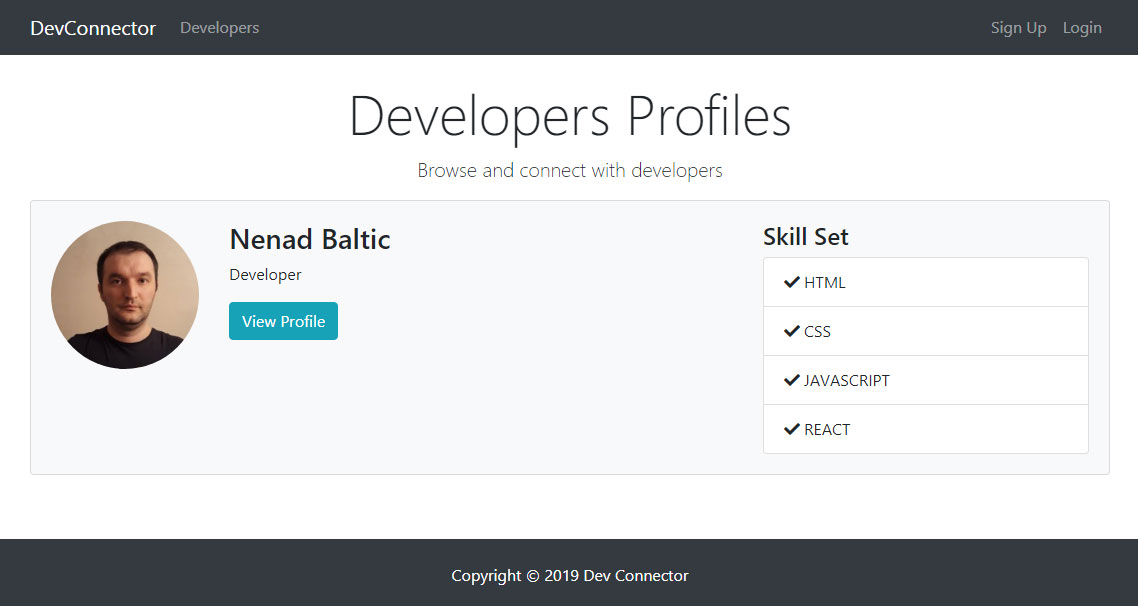 DevConnector Developers Sign Up Login
Developers Profiles
Browse and connect with developers
Nenad Baltic
Developer
View Profile
Skill Set
HTML
CSS
JAVASCRIPT
REACT
Copyright © 2019 Dev Connector